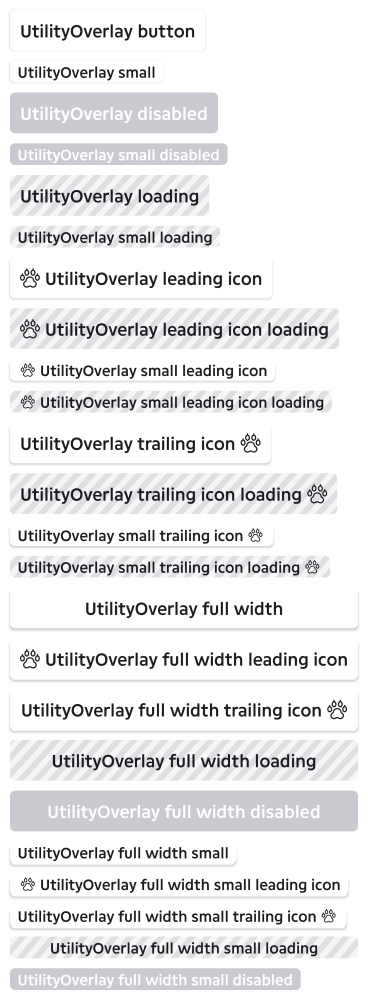 UtilityOverlay button
UtilityOverlay small
UtilityOverlay disabled
UtilityOverlay small disabled
UtilityOverlay loading
UtilityOverlay small loading
UtilityOverlay leading icon
UtilityOverlay leading icon loading
UtilityOverlay small leading icon
UtilityOverlay small leading icon loading
UtilityOverlay trailing icon
UtilityOverlay trailing icon loading
UtilityOverlay small trailing icon
UtilityOverlay small trailing icon loading
UtilityOverlay full width
UtilityOverlay full width leading icon
UtilityOverlay full width trailing icon
UtilityOverlay full width loading
UtilityOverlay full width disabled
UtilityOverlay full width small
UtilityOverlay full width small leading icon
UtilityOverlay full width small trailing icon
UtilityOverlay full width small loading
UtilityOverlay full width small disabled